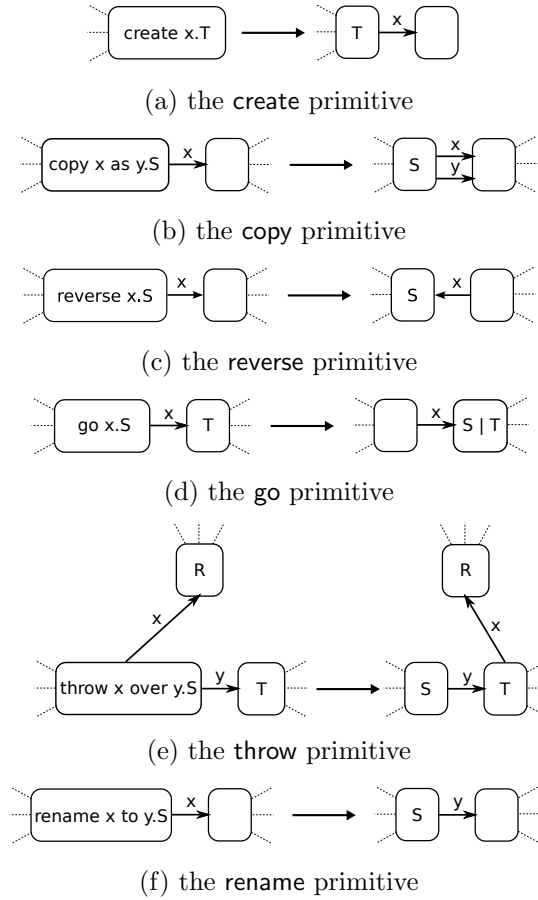 create x.T T x
(a) the create primitive
copy x as y.S x S x y
(b) the copy primitive
reverse x.S x S x
(c) the reverse primitive
go x.S x T x S | T
(d) the go primitive
R R
x x
throw x over y.S y T S y T
(e) the throw primitive
rename x to y.S x S y
(f) the rename primitive